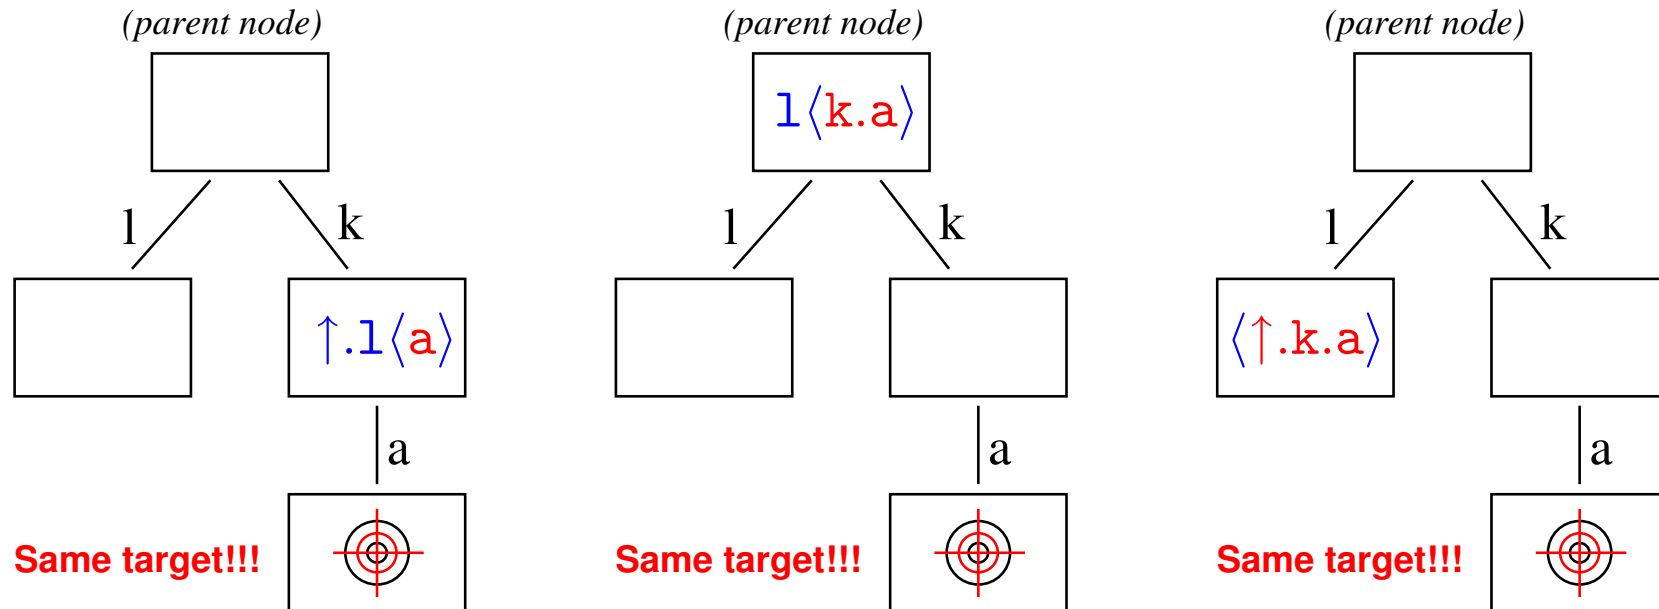 (parent node) (parent node) (parent node)
l⟨k.a⟩
l k l k l k
↑.l⟨a⟩ ⟨↑.k.a⟩
a a a
Same target!!! Same target!!! Same target!!!